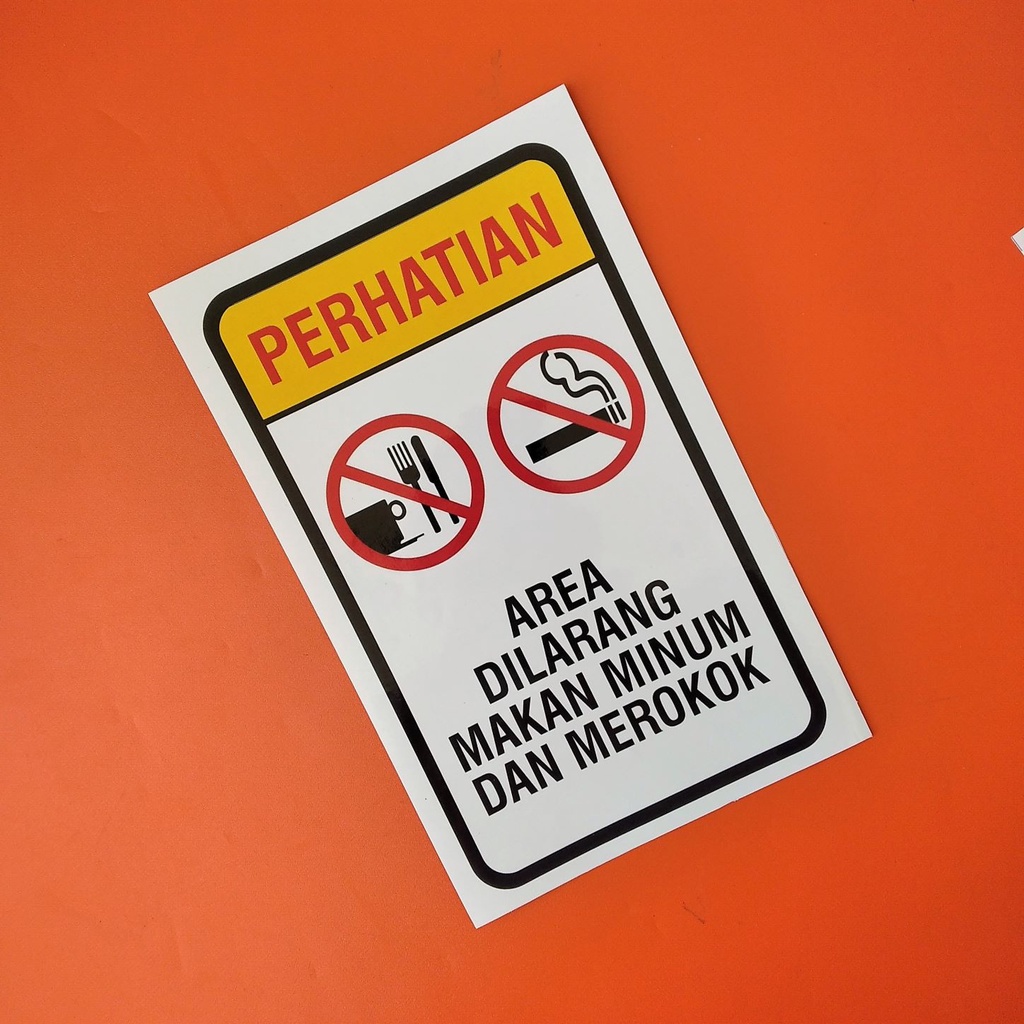 PERHATIAN
AREA
DILARANG
MAKAN MINUM
DAN MEROKOK